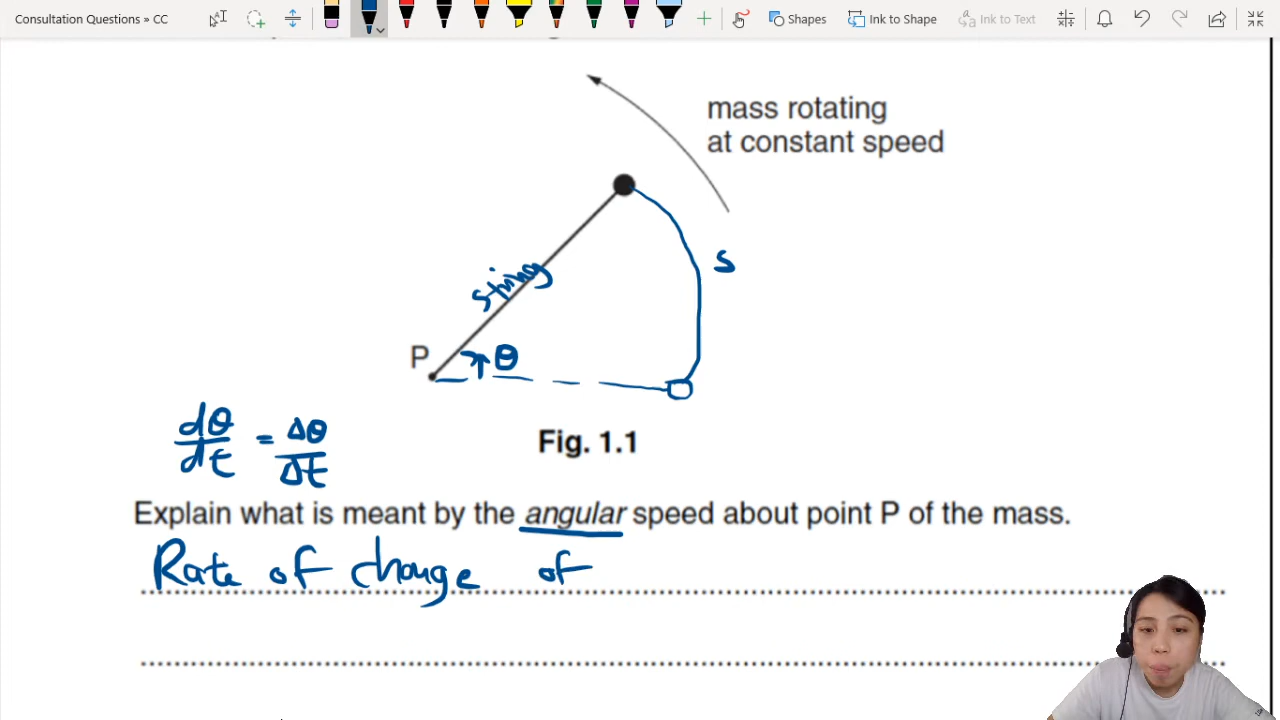 Consultation Questions » CC
Shapes
Ink to Shape
Ink to Text
mass rotating
at constant speed
s
string
P
θ
dθ/dt = Δθ/Δt
Fig. 1.1
Explain what is meant by the angular speed about point P of the mass.
Rate of change of